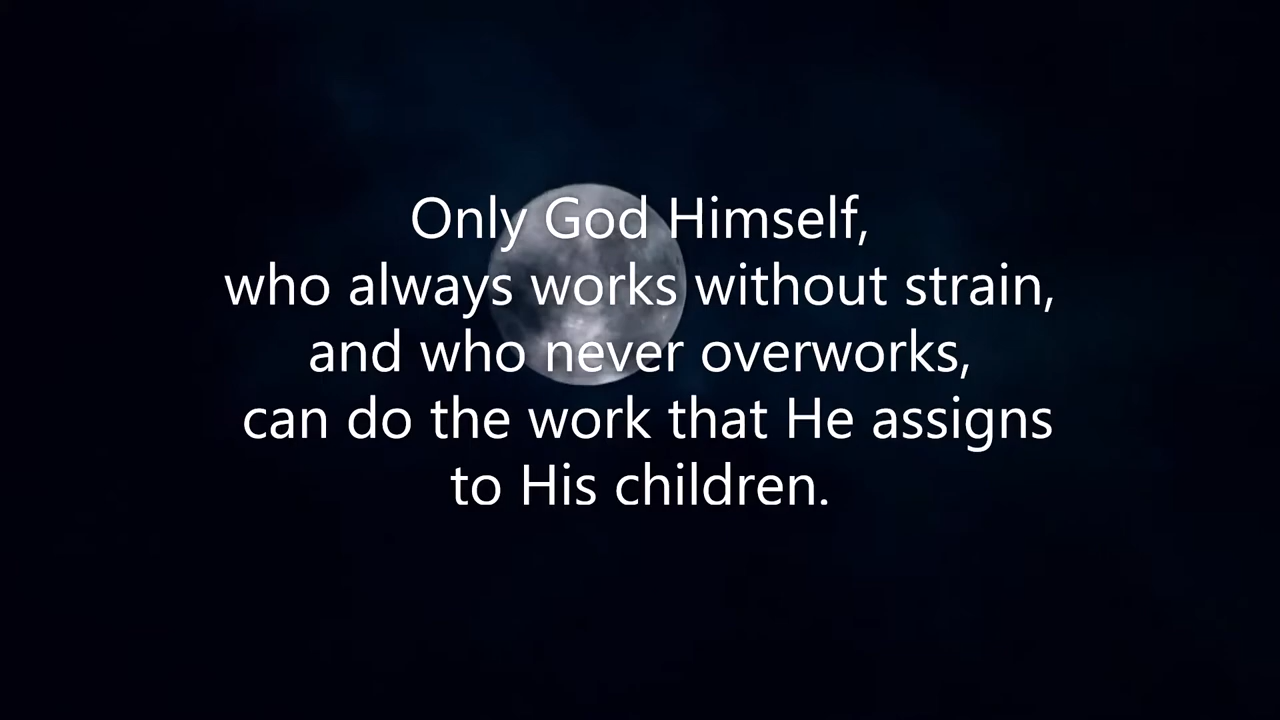 Only God Himself,
who always works without strain,
and who never overworks,
can do the work that He assigns
to His children.